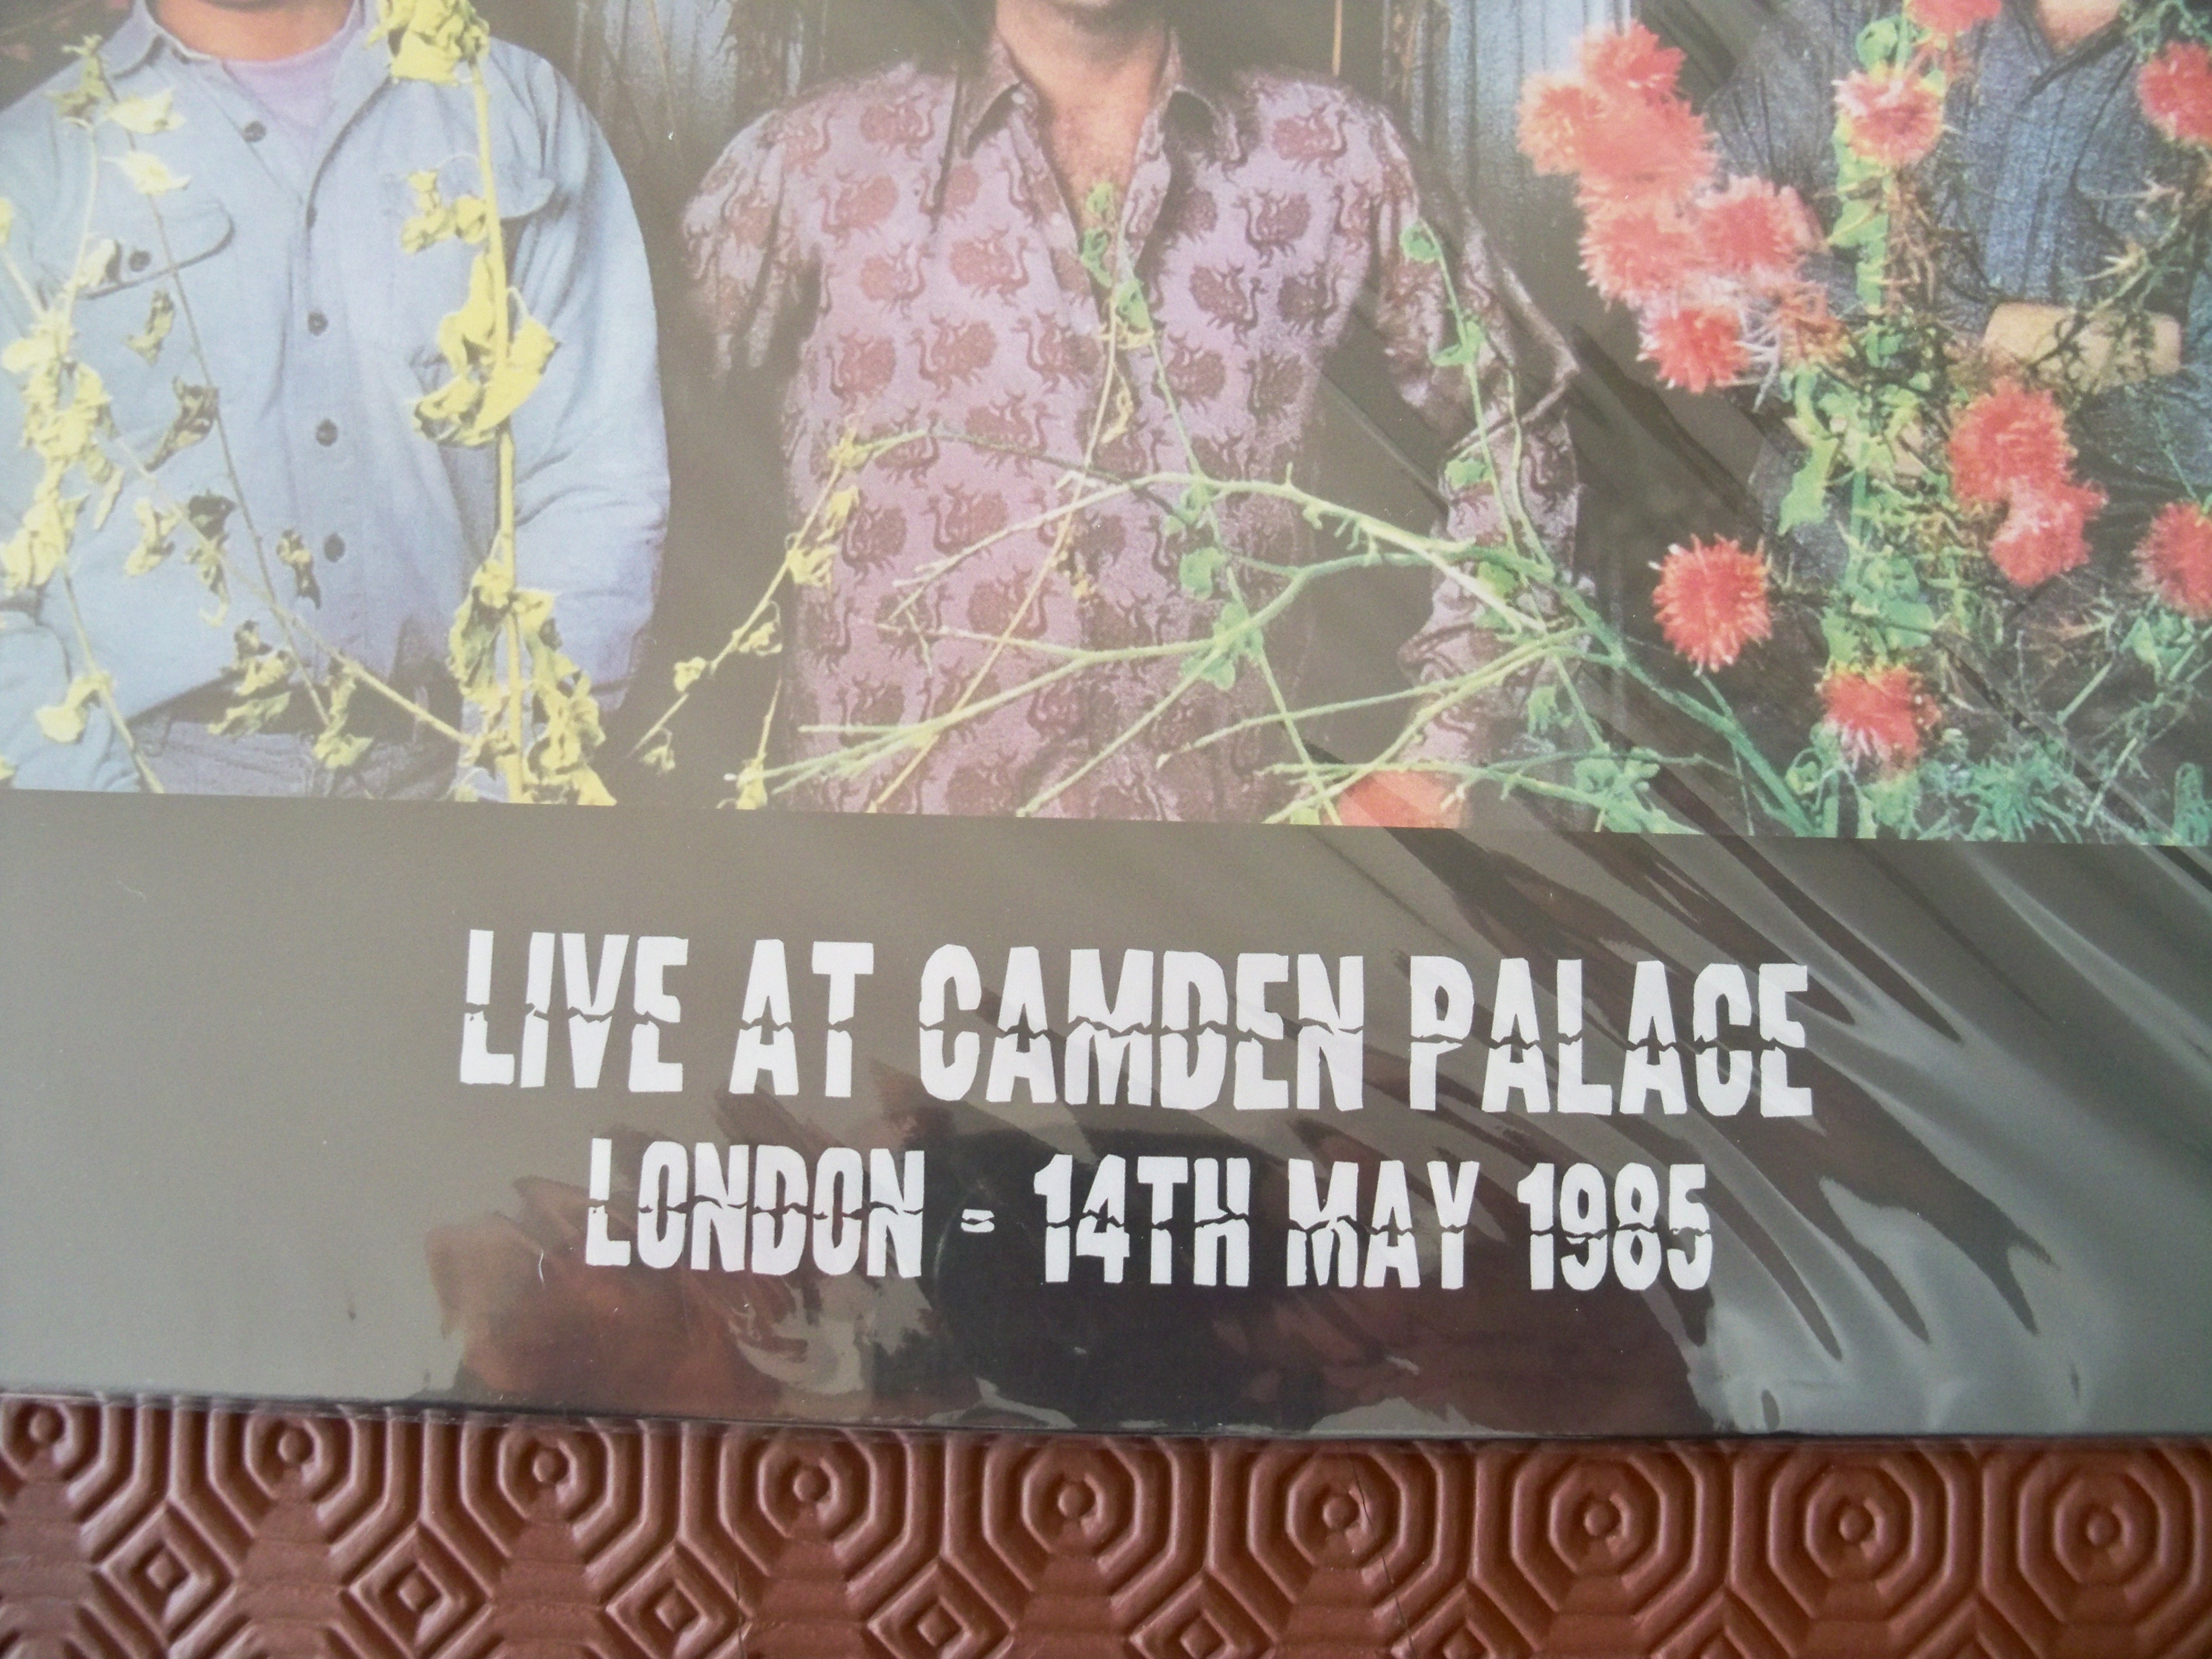 LIVE AT CAMDEN PALACE
LONDON - 14TH MAY 1985